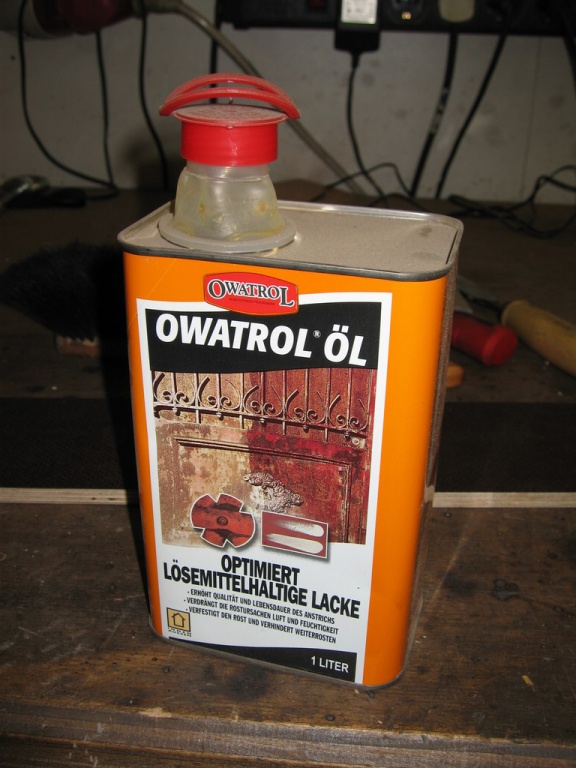 OWATROL
OWATROL® ÖL
OPTIMIERT
LÖSEMITTELHALTIGE LACKE
- ERHÖHT QUALITÄT UND LEBENSDAUER DES ANSTRICHS
- VERDRÄNGT DIE ROSTURSACHEN LUFT UND FEUCHTIGKEIT
- VERFESTIGT DEN ROST UND VERHINDERT WEITERROSTEN
1 LITER